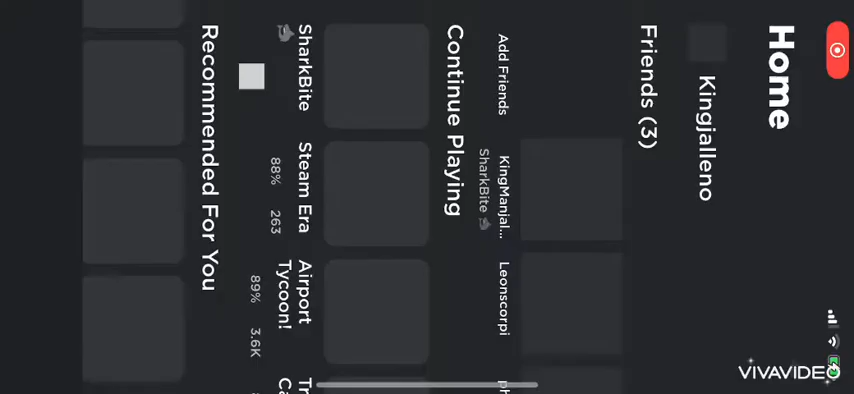 Home
Kingjalleno
Friends (3)
Add Friends
KingManjal...
SharkBite
Leonscorpi
Continue Playing
SharkBite
Steam Era
88% 263
Airport
Tycoon!
89% 3.6K
Recommended For You
VIVAVIDEO